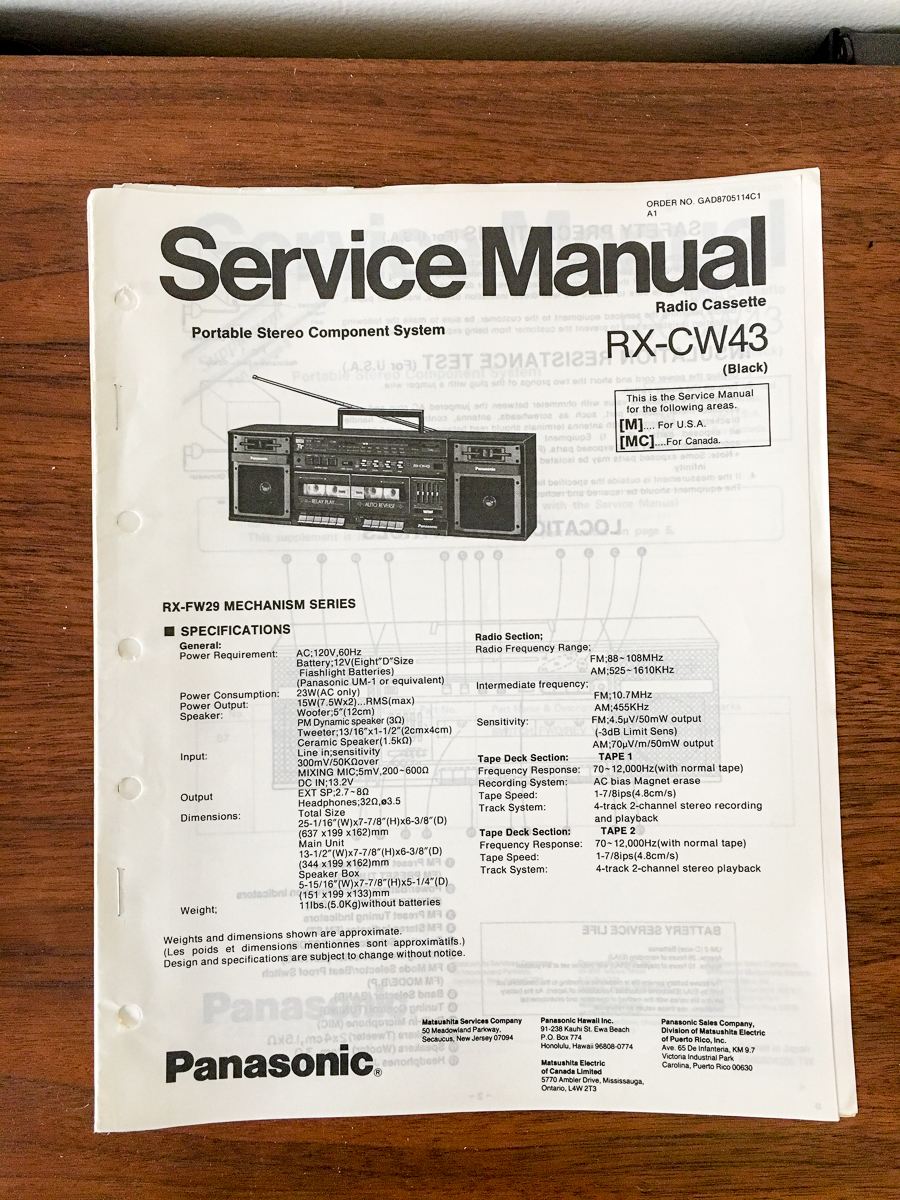 ORDER NO. GAD8705114C1
A1
Service Manual
Radio Cassette
Portable Stereo Component System
RX-CW43
(Black)
This is the Service Manual
for the following areas.
[M].... For U.S.A.
[MC]....For Canada.
RX-FW29 MECHANISM SERIES
■ SPECIFICATIONS
General:
Power Requirement: AC;120V,60Hz
Battery;12V(Eight"D"Size
Flashlight Batteries)
(Panasonic UM-1 or equivalent)
Power Consumption: 23W(AC only)
Power Output: 15W(7.5Wx2)...RMS(max)
Speaker: Woofer;5"(12cm)
PM Dynamic speaker (3Ω)
Tweeter;13/16"x1-1/2"(2cmx4cm)
Ceramic Speaker(1.5kΩ)
Input: Line in;sensitivity
300mV/50KΩover
MIXING MIC;5mV,200~600Ω
DC IN;13.2V
Output EXT SP;2.7~8Ω
Headphones;32Ω,ø3.5
Dimensions: Total Size
25-1/16"(W)x7-7/8"(H)x6-3/8"(D)
(637 x199 x162)mm
Main Unit
13-1/2"(W)x7-7/8"(H)x6-3/8"(D)
(344 x199 x162)mm
Speaker Box
5-15/16"(W)x7-7/8"(H)x5-1/4"(D)
(151 x199 x133)mm
Weight; 11lbs.(5.0Kg)without batteries
Weights and dimensions shown are approximate.
(Les poids et dimensions mentionnes sont approximatifs.)
Design and specifications are subject to change without notice.
Radio Section;
Radio Frequency Range;
FM;88~108MHz
AM;525~1610KHz
Intermediate frequency;
FM;10.7MHz
AM;455KHz
Sensitivity: FM;4.5µV/50mW output
(-3dB Limit Sens)
AM;70µV/m/50mW output
Tape Deck Section: TAPE 1
Frequency Response: 70~12,000Hz(with normal tape)
Recording System: AC bias Magnet erase
Tape Speed: 1-7/8ips(4.8cm/s)
Track System: 4-track 2-channel stereo recording
and playback
Tape Deck Section: TAPE 2
Frequency Response: 70~12,000Hz(with normal tape)
Tape Speed: 1-7/8ips(4.8cm/s)
Track System: 4-track 2-channel stereo playback
Panasonic®
Matsushita Services Company
50 Meadowland Parkway,
Secaucus, New Jersey 07094
Panasonic Hawaii Inc.
91-238 Kauhi St. Ewa Beach
P.O. Box 774
Honolulu, Hawaii 96808-0774
Matsushita Electric
of Canada Limited
5770 Ambler Drive, Mississauga,
Ontario, L4W 2T3
Panasonic Sales Company,
Division of Matsushita Electric
of Puerto Rico, Inc.
Ave. 65 De Infanteria, KM 9.7
Victoria Industrial Park
Carolina, Puerto Rico 00630